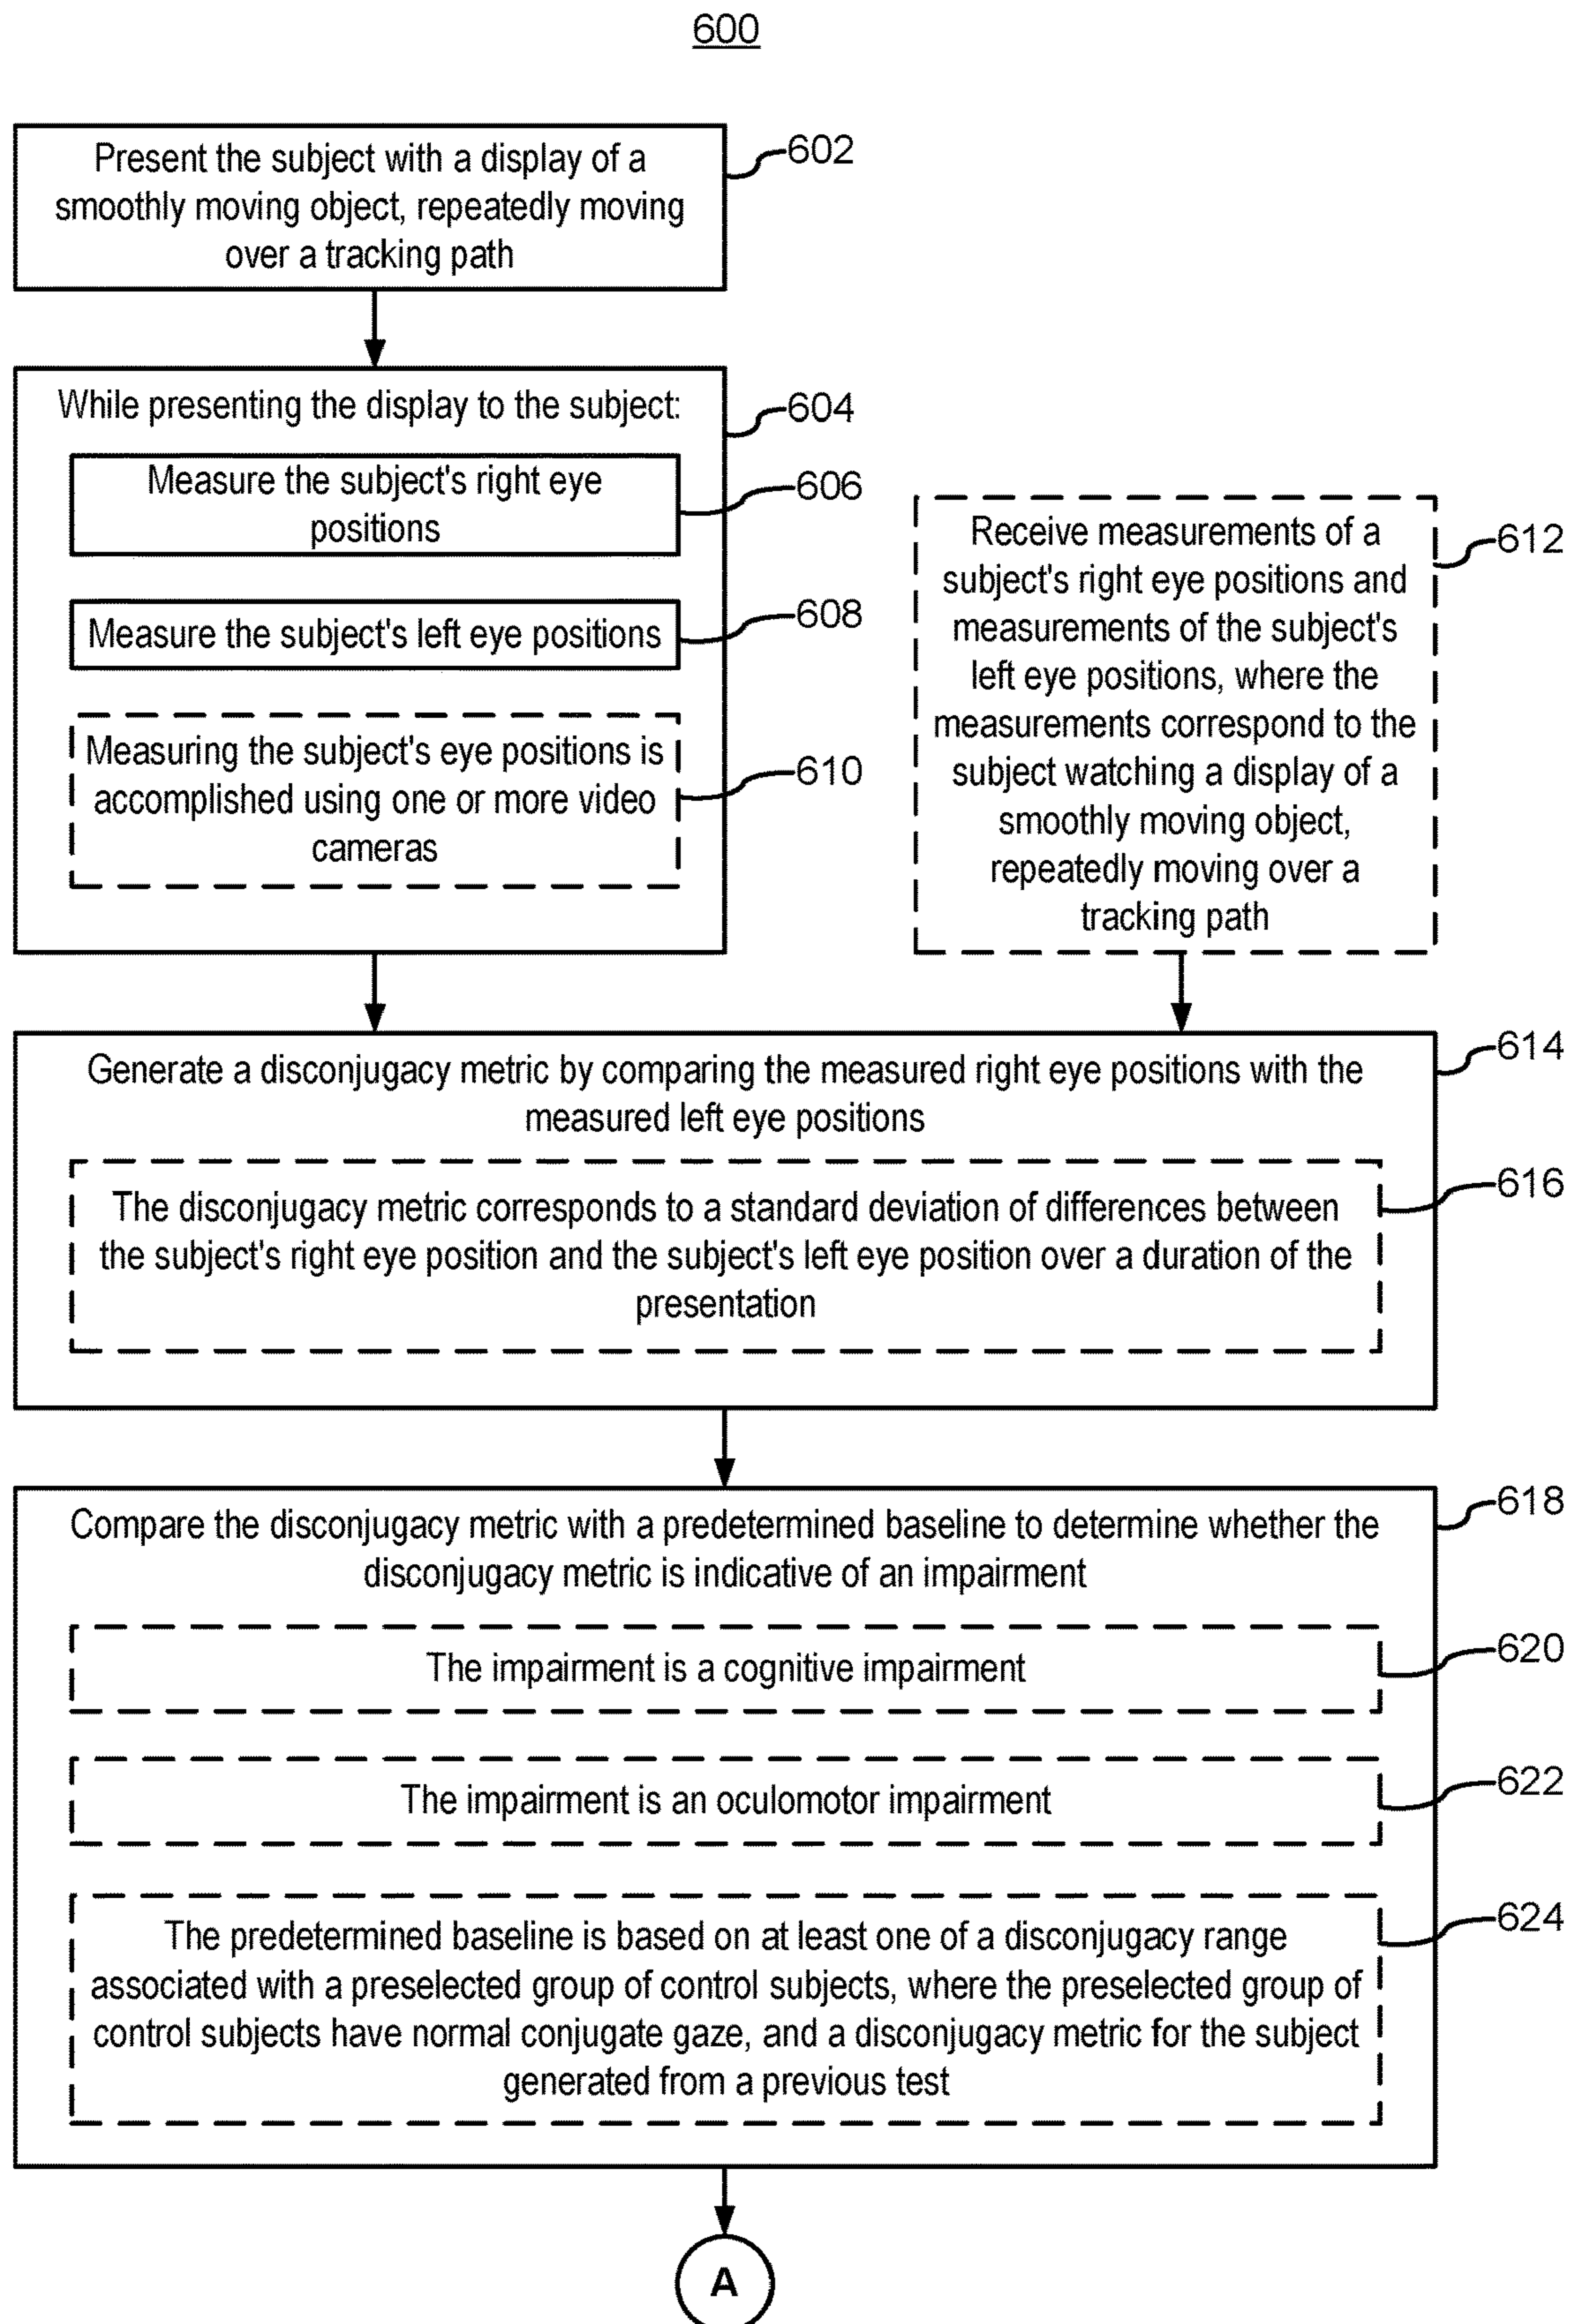 600
Present the subject with a display of a
smoothly moving object, repeatedly moving
over a tracking path
602
While presenting the display to the subject:
604
Measure the subject's right eye
positions
606
Measure the subject's left eye positions
608
Measuring the subject's eye positions is
accomplished using one or more video
cameras
610
Receive measurements of a
subject's right eye positions and
measurements of the subject's
left eye positions, where the
measurements correspond to the
subject watching a display of a
smoothly moving object,
repeatedly moving over a
tracking path
612
Generate a disconjugacy metric by comparing the measured right eye positions with the
measured left eye positions
614
The disconjugacy metric corresponds to a standard deviation of differences between
the subject's right eye position and the subject's left eye position over a duration of the
presentation
616
Compare the disconjugacy metric with a predetermined baseline to determine whether the
disconjugacy metric is indicative of an impairment
618
The impairment is a cognitive impairment
620
The impairment is an oculomotor impairment
622
The predetermined baseline is based on at least one of a disconjugacy range
associated with a preselected group of control subjects, where the preselected group of
control subjects have normal conjugate gaze, and a disconjugacy metric for the subject
generated from a previous test
624
A